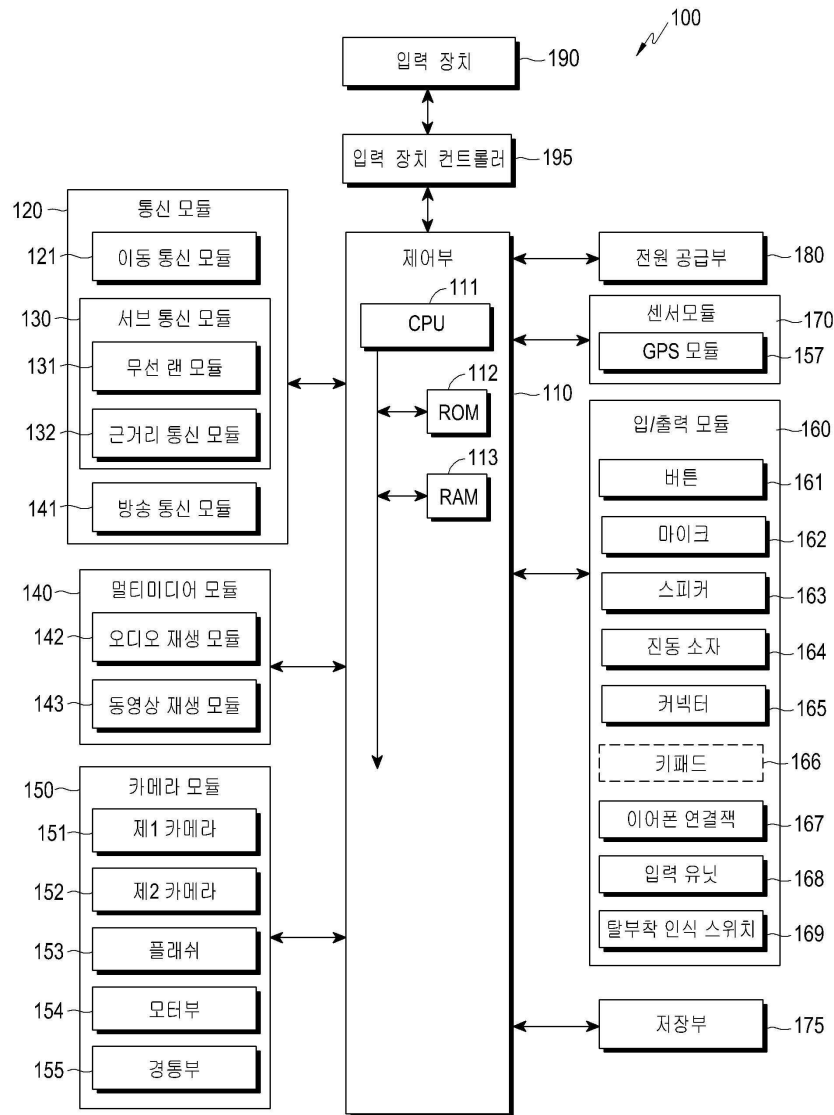 100
입력 장치
190
입력 장치 컨트롤러
195
120
통신 모듈
121
이동 통신 모듈
130
서브 통신 모듈
131
무선 랜 모듈
132
근거리 통신 모듈
141
방송 통신 모듈
140
멀티미디어 모듈
142
오디오 재생 모듈
143
동영상 재생 모듈
150
카메라 모듈
151
제1 카메라
152
제2 카메라
153
플래쉬
154
모터부
155
경통부
제어부
111
CPU
112
ROM
110
113
RAM
전원 공급부
180
센서모듈
170
GPS 모듈
157
입/출력 모듈
160
버튼
161
마이크
162
스피커
163
진동 소자
164
커넥터
165
키패드
166
이어폰 연결잭
167
입력 유닛
168
탈부착 인식 스위치
169
저장부
175